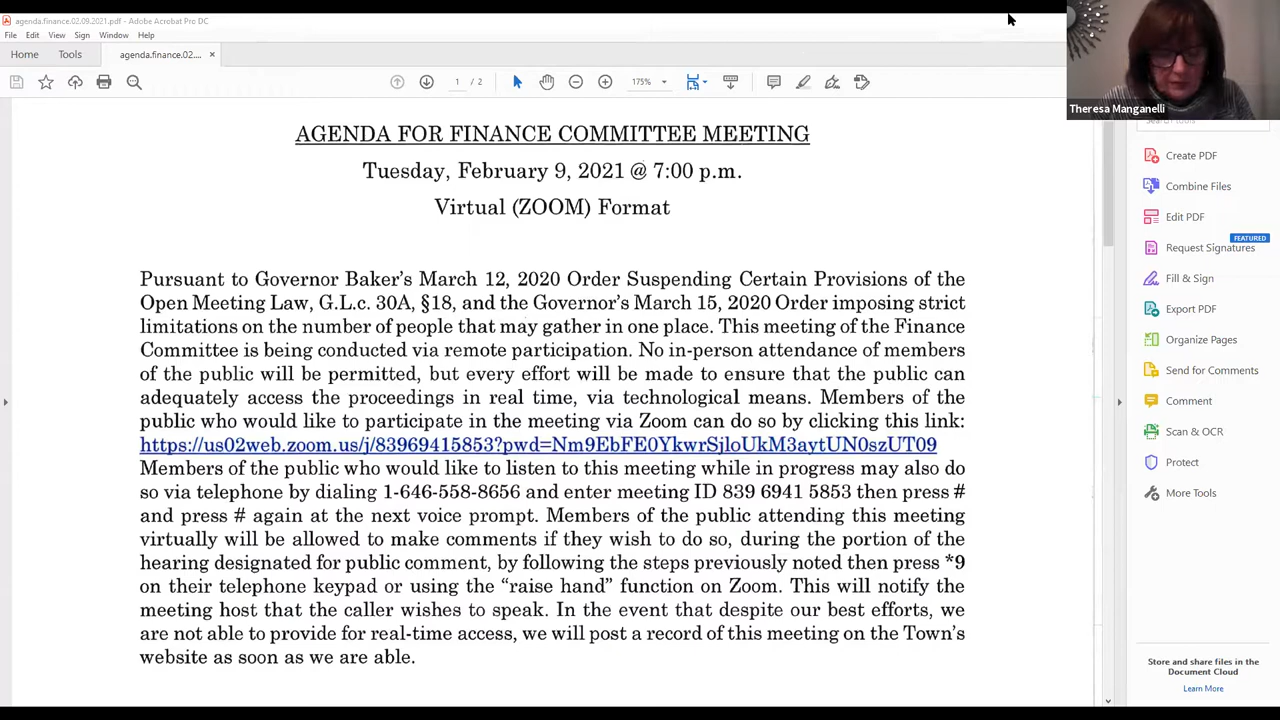 agenda.finance.02.09.2021.pdf - Adobe Acrobat Pro DC
File Edit View Sign Window Help
Home Tools agenda.finance.02.... ×
1 / 2 175%
Theresa Manganelli
AGENDA FOR FINANCE COMMITTEE MEETING
Tuesday, February 9, 2021 @ 7:00 p.m.
Virtual (ZOOM) Format
Pursuant to Governor Baker's March 12, 2020 Order Suspending Certain Provisions of the
Open Meeting Law, G.L.c. 30A, §18, and the Governor's March 15, 2020 Order imposing strict
limitations on the number of people that may gather in one place. This meeting of the Finance
Committee is being conducted via remote participation. No in-person attendance of members
of the public will be permitted, but every effort will be made to ensure that the public can
adequately access the proceedings in real time, via technological means. Members of the
public who would like to participate in the meeting via Zoom can do so by clicking this link:
https://us02web.zoom.us/j/83969415853?pwd=Nm9EbFE0YkwrSjloUkM3aytUN0szUT09
Members of the public who would like to listen to this meeting while in progress may also do
so via telephone by dialing 1-646-558-8656 and enter meeting ID 839 6941 5853 then press #
and press # again at the next voice prompt. Members of the public attending this meeting
virtually will be allowed to make comments if they wish to do so, during the portion of the
hearing designated for public comment, by following the steps previously noted then press *9
on their telephone keypad or using the “raise hand” function on Zoom. This will notify the
meeting host that the caller wishes to speak. In the event that despite our best efforts, we
are not able to provide for real-time access, we will post a record of this meeting on the Town's
website as soon as we are able.
Search tools
Create PDF
Combine Files
Edit PDF
FEATURED
Request Signatures
Fill & Sign
Export PDF
Organize Pages
Send for Comments
Comment
Scan & OCR
Protect
More Tools
Store and share files in the
Document Cloud
Learn More